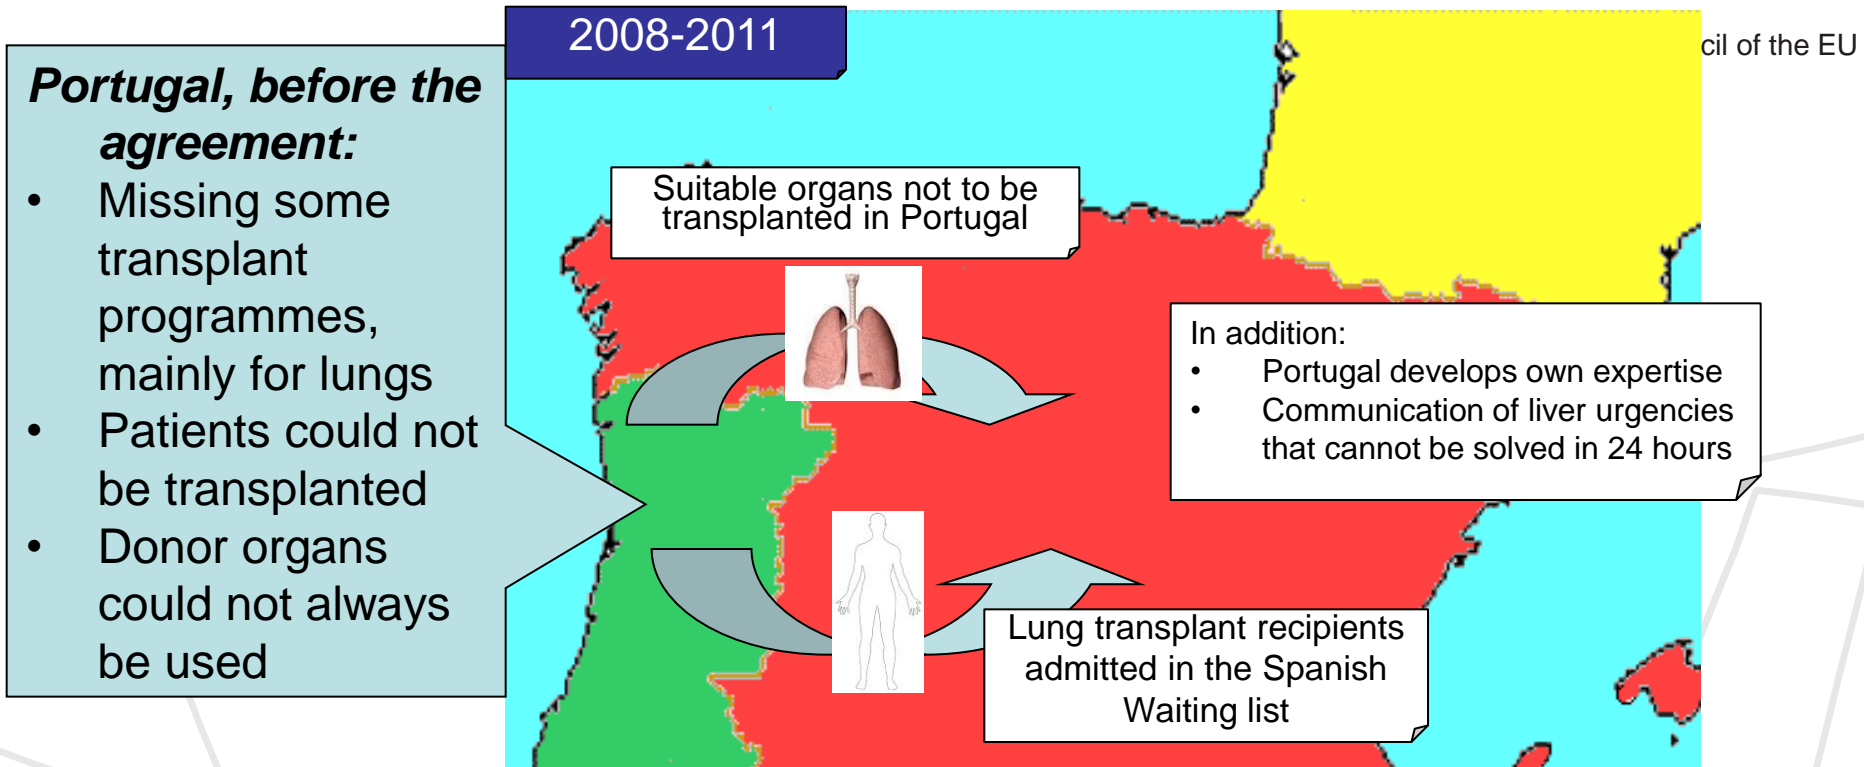 2008-2011
cil of the EU
Portugal, before the
agreement:
• Missing some
transplant
programmes,
mainly for lungs
• Patients could not
be transplanted
• Donor organs
could not always
be used
Suitable organs not to be
transplanted in Portugal
In addition:
• Portugal develops own expertise
• Communication of liver urgencies
that cannot be solved in 24 hours
Lung transplant recipients
admitted in the Spanish
Waiting list